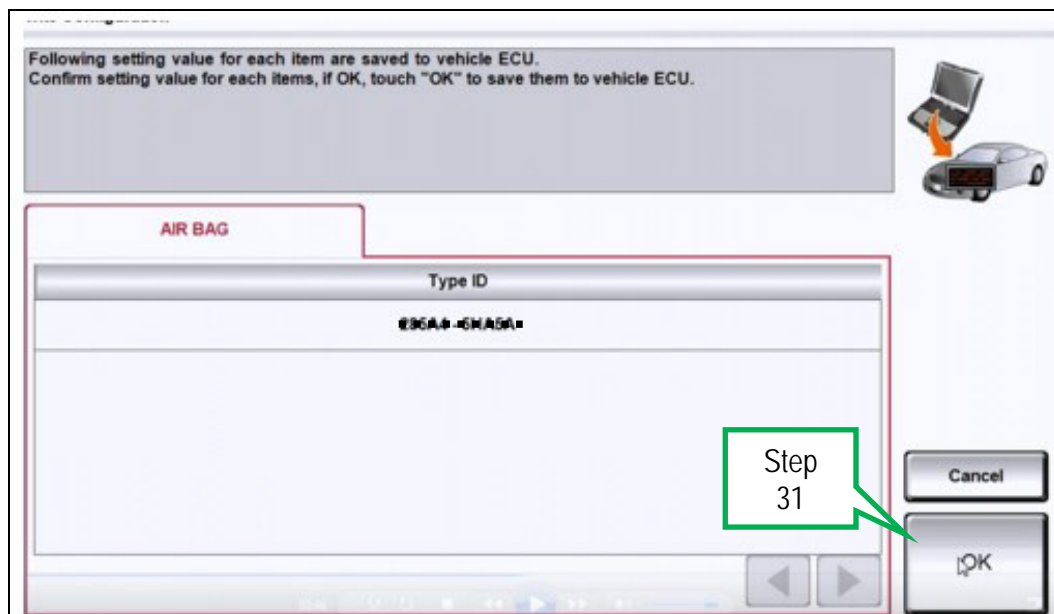 Following setting value for each item are saved to vehicle ECU.
Confirm setting value for each items, if OK, touch "OK" to save them to vehicle ECU.
AIR BAG
Type ID
Step
31
Cancel
OK